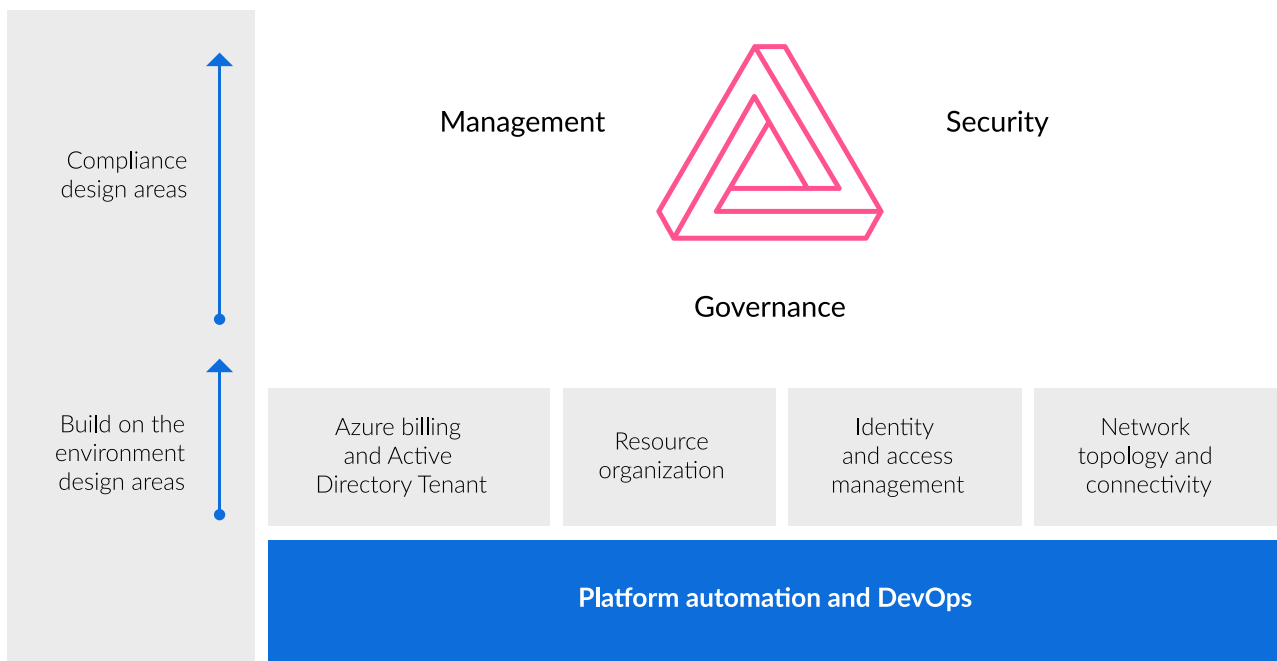 Management
Security
Compliance
design areas
Governance
Build on the
environment
design areas
Azure billing
and Active
Directory Tenant
Resource
organization
Identity
and access
management
Network
topology and
connectivity
Platform automation and DevOps